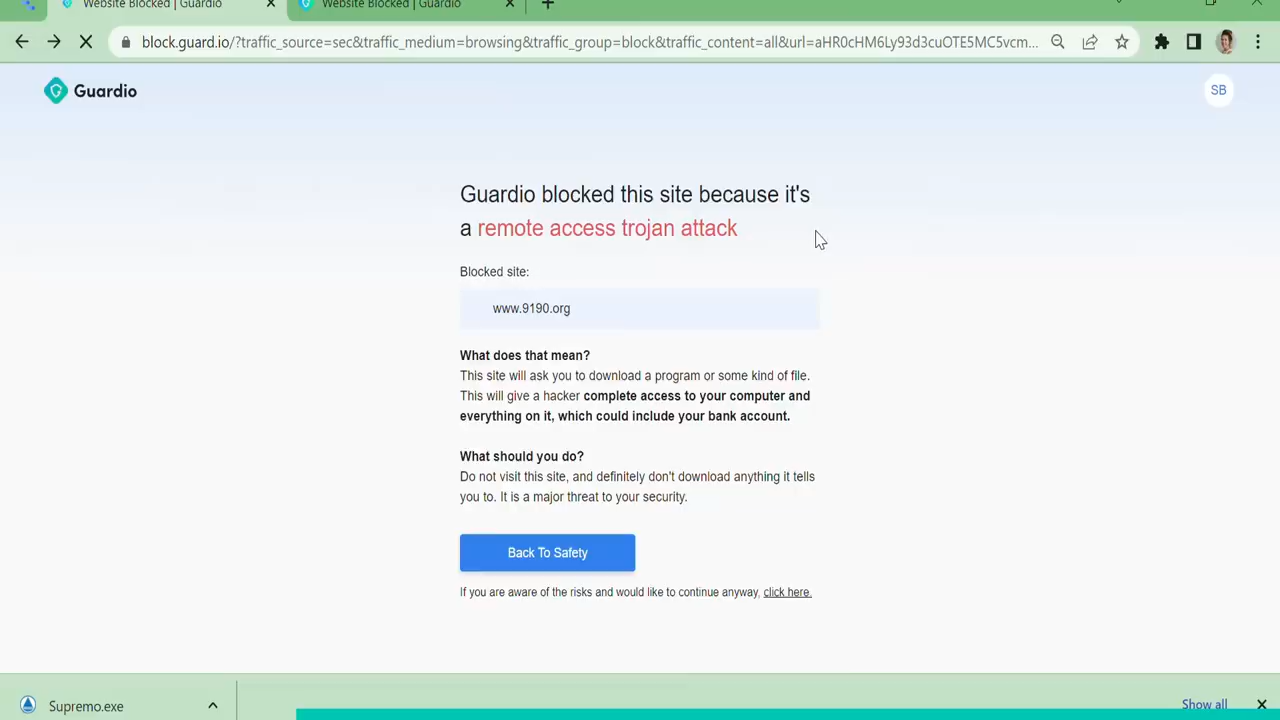 Website Blocked | Guardio
Website Blocked | Guardio
block.guard.io/?traffic_source=sec&traffic_medium=browsing&traffic_group=block&traffic_content=all&url=aHR0cHM6Ly93d3cuOTE5MC5vcm...
Guardio
SB
Guardio blocked this site because it's
a remote access trojan attack
Blocked site:
www.9190.org
What does that mean?
This site will ask you to download a program or some kind of file.
This will give a hacker complete access to your computer and
everything on it, which could include your bank account.
What should you do?
Do not visit this site, and definitely don't download anything it tells
you to. It is a major threat to your security.
Back To Safety
If you are aware of the risks and would like to continue anyway, click here.
Supremo.exe
Show all